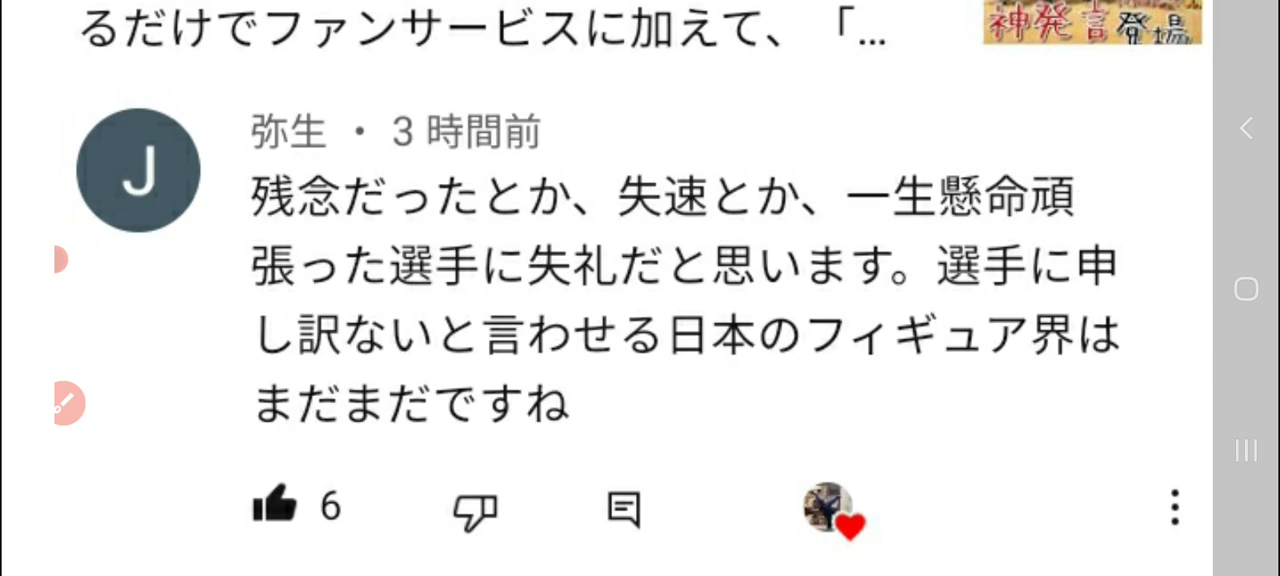 るだけでファンサービスに加えて、「...
神発言登場
弥生 ・ 3 時間前
J
残念だったとか、失速とか、一生懸命頑
張った選手に失礼だと思います。選手に申
し訳ないと言わせる日本のフィギュア界は
まだまだですね
6